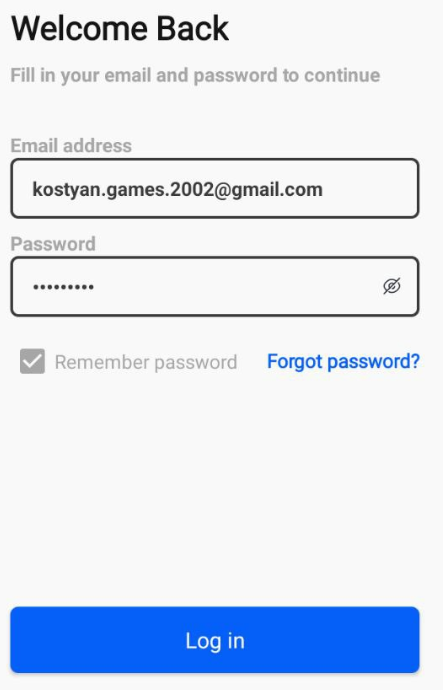 Welcome Back
Fill in your email and password to continue
Email address
kostyan.games.2002@gmail.com
Password
•••••••••
Remember password Forgot password?
Log in